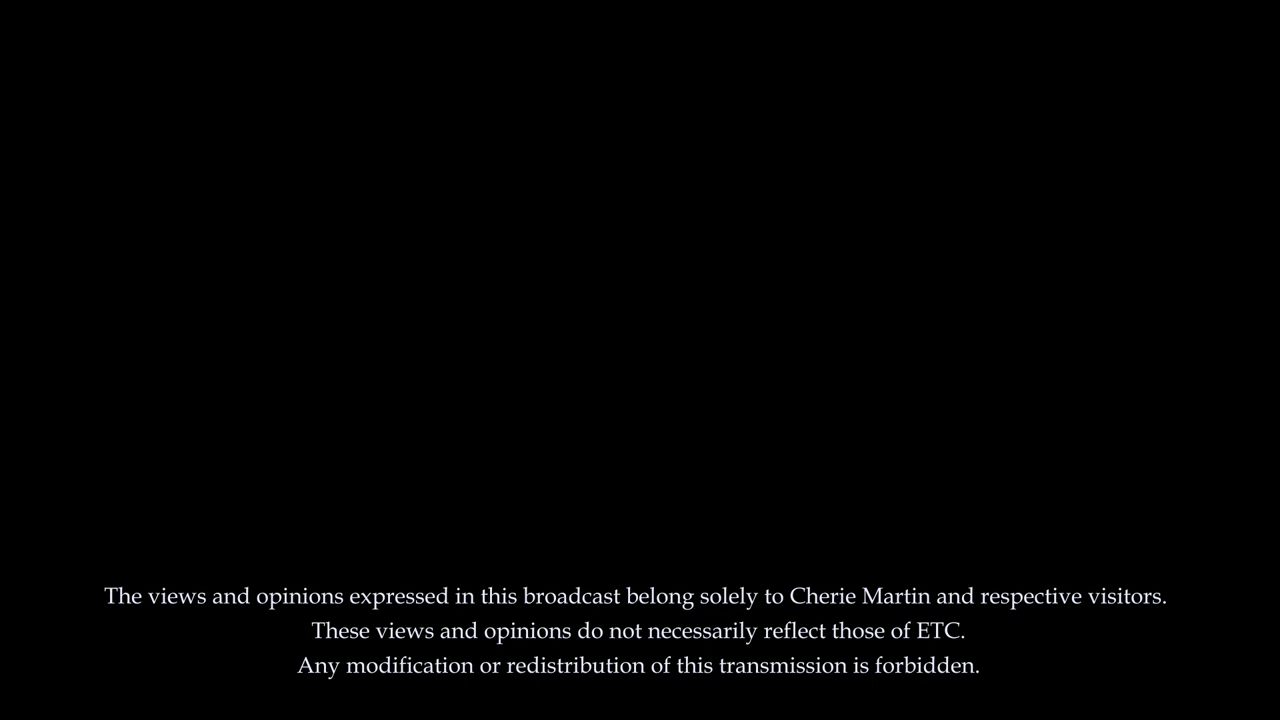 The views and opinions expressed in this broadcast belong solely to Cherie Martin and respective visitors.
These views and opinions do not necessarily reflect those of ETC.
Any modification or redistribution of this transmission is forbidden.